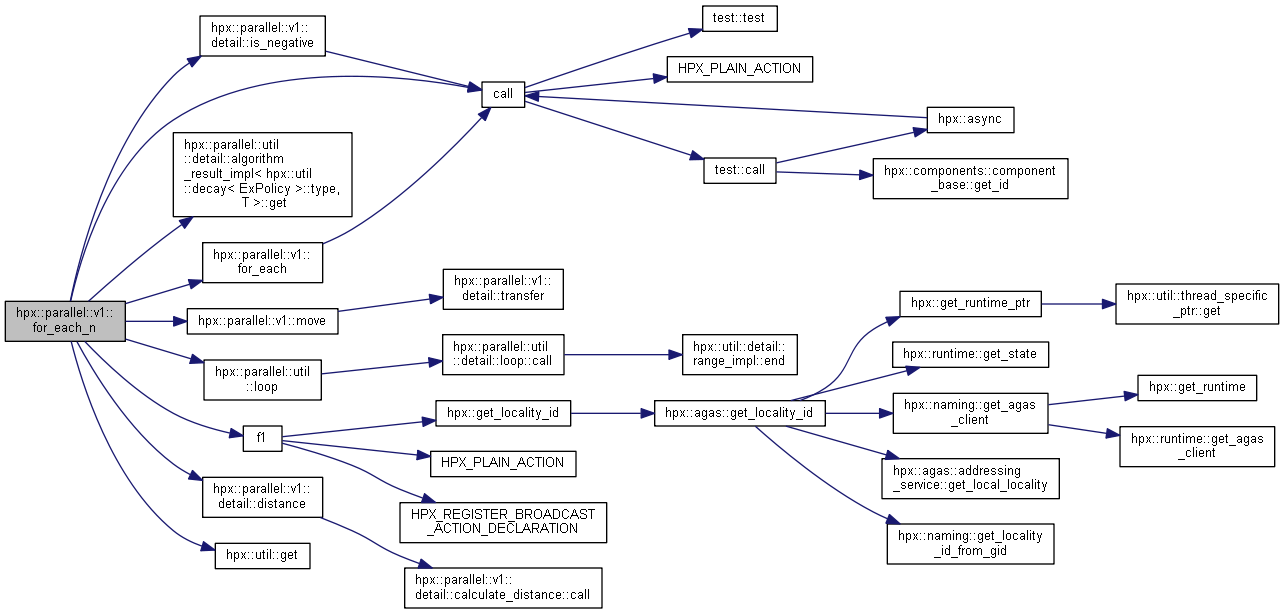 hpx::parallel::v1::
for_each_n
hpx::parallel::v1::
detail::is_negative
hpx::parallel::util
::detail::algorithm
_result_impl< hpx::util
::decay< ExPolicy >::type,
T >::get
hpx::parallel::v1::
for_each
hpx::parallel::v1::move
hpx::parallel::util
::loop
f1
hpx::parallel::v1::
detail::distance
hpx::util::get
call
hpx::parallel::v1::
detail::transfer
hpx::parallel::util
::detail::loop::call
hpx::get_locality_id
HPX_PLAIN_ACTION
HPX_REGISTER_BROADCAST
_ACTION_DECLARATION
hpx::parallel::v1::
detail::calculate_distance::call
test::test
HPX_PLAIN_ACTION
test::call
hpx::util::detail::
range_impl::end
hpx::agas::get_locality_id
hpx::async
hpx::components::component
_base::get_id
hpx::get_runtime_ptr
hpx::runtime::get_state
hpx::naming::get_agas
_client
hpx::agas::addressing
_service::get_local_locality
hpx::naming::get_locality
_id_from_gid
hpx::util::thread_specific
_ptr::get
hpx::get_runtime
hpx::runtime::get_agas
_client